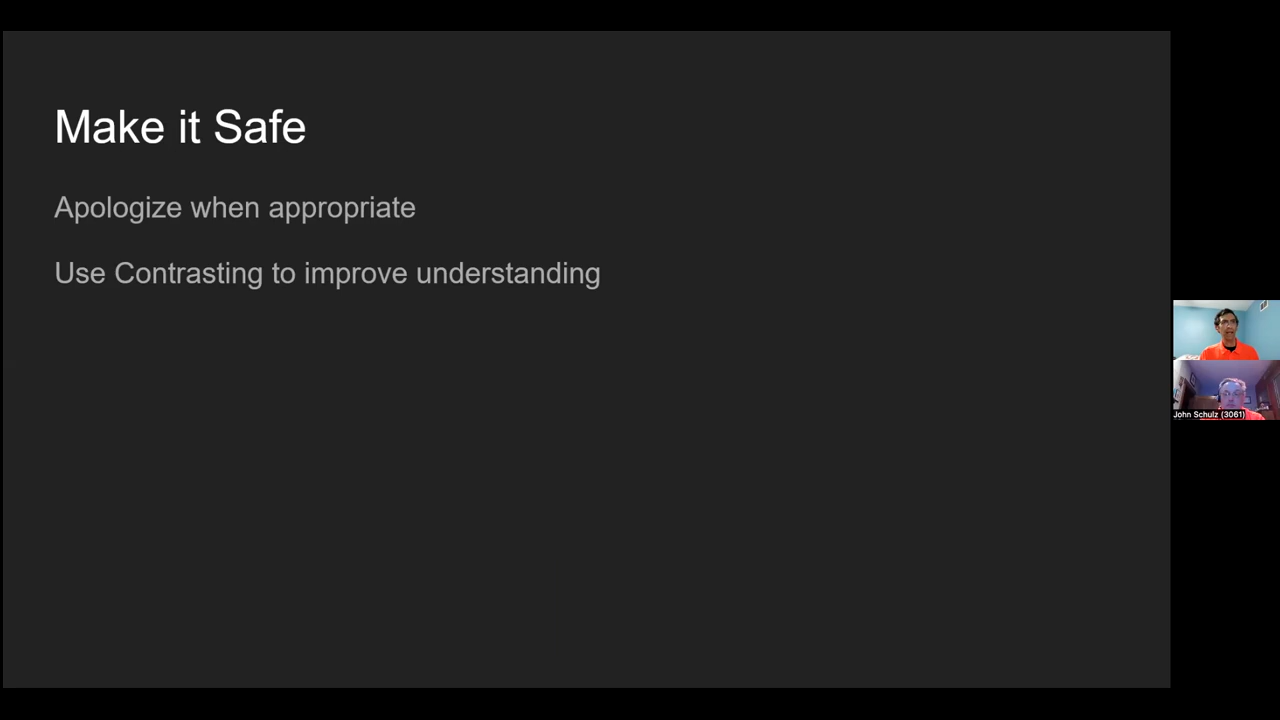 Make it Safe
Apologize when appropriate
Use Contrasting to improve understanding
John Schulz (3061)